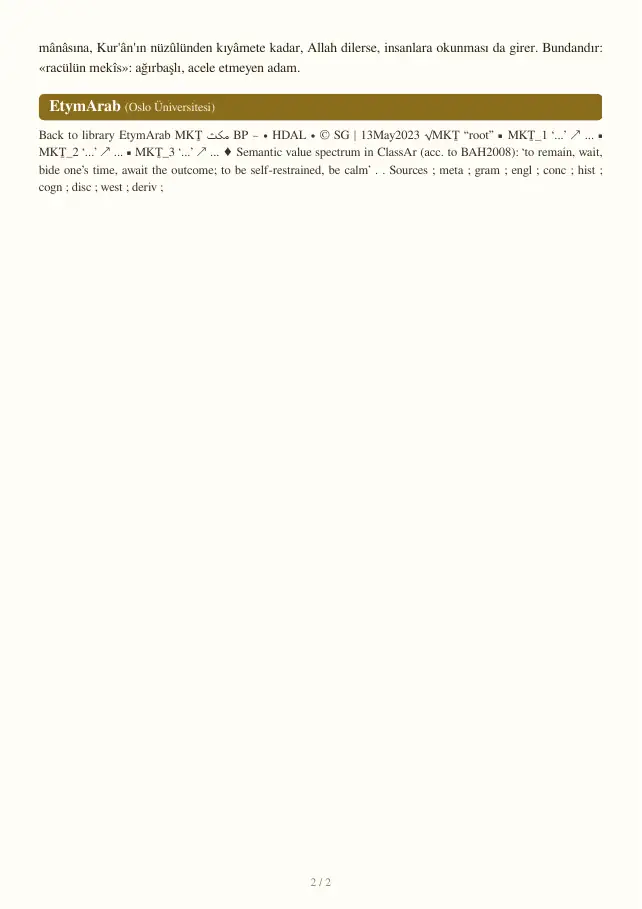 mânâsına, Kur'ân'ın nüzûlünden kıyâmete kadar, Allah dilerse, insanlara okunması da girer. Bundandır:
«racülün mekîs»: ağırbaşlı, acele etmeyen adam.
EtymArab (Oslo Üniversitesi)
Back to library EtymArab MKṮ مكث BP – • HDAL • © SG | 13May2023 √MKṮ “root” ▪ MKṮ_1 ‘...’ ↗ ... ▪
MKṮ_2 ‘...’ ↗ ... ▪ MKṮ_3 ‘...’ ↗ ... ♦ Semantic value spectrum in ClassAr (acc. to BAH2008): ‘to remain, wait,
bide one’s time, await the outcome; to be self-restrained, be calm’ . . Sources ; meta ; gram ; engl ; conc ; hist ;
cogn ; disc ; west ; deriv ;
2 / 2